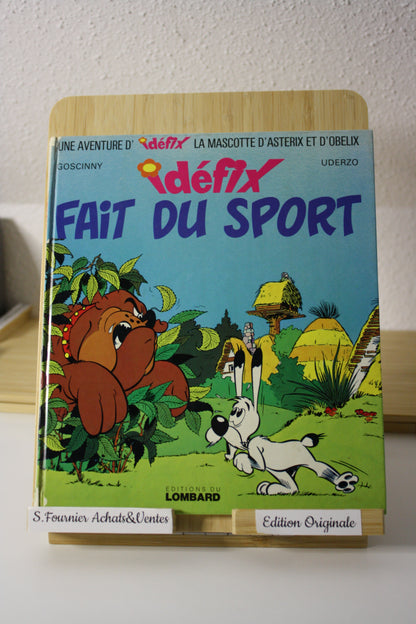 UNE AVENTURE D' idéfix LA MASCOTTE D'ASTERIX ET D'OBELIX
GOSCINNY UDERZO
idéfix
FAiT DU SPORT
EDITIONS DU
LOMBARD
S.Fournier Achats&Ventes
Edition Originale